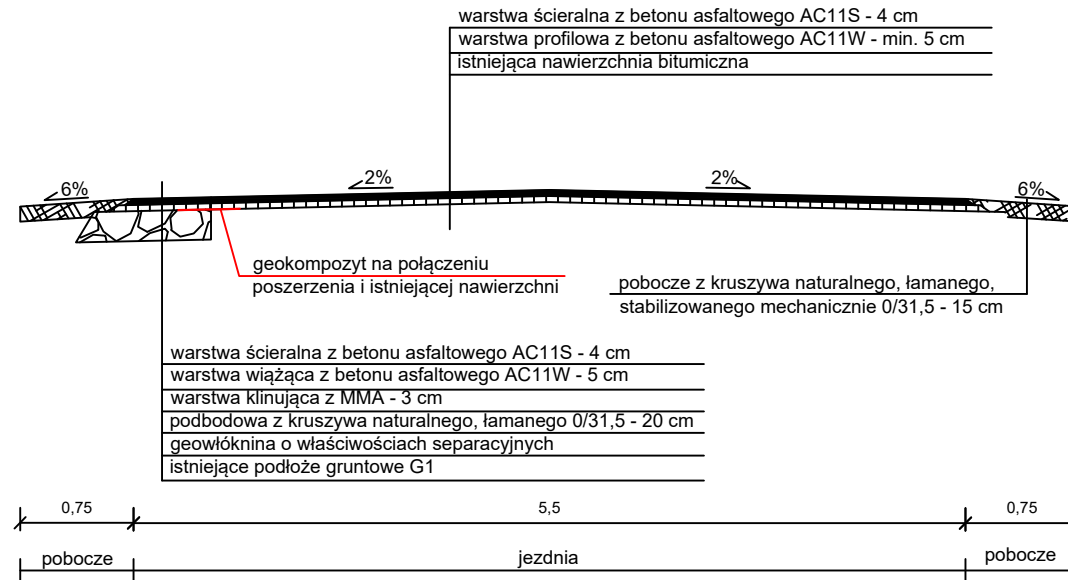 warstwa ścieralna z betonu asfaltowego AC11S - 4 cm
warstwa profilowa z betonu asfaltowego AC11W - min. 5 cm
istniejąca nawierzchnia bitumiczna
6%
2%
2%
6%
geokompozyt na połączeniu
poszerzenia i istniejącej nawierzchni
pobocze z kruszywa naturalnego, łamanego,
stabilizowanego mechanicznie 0/31,5 - 15 cm
warstwa ścieralna z betonu asfaltowego AC11S - 4 cm
warstwa wiążąca z betonu asfaltowego AC11W - 5 cm
warstwa klinująca z MMA - 3 cm
podbodowa z kruszywa naturalnego, łamanego 0/31,5 - 20 cm
geowłóknina o właściwościach separacyjnych
istniejące podłoże gruntowe G1
0,75
5,5
0,75
pobocze
jezdnia
pobocze